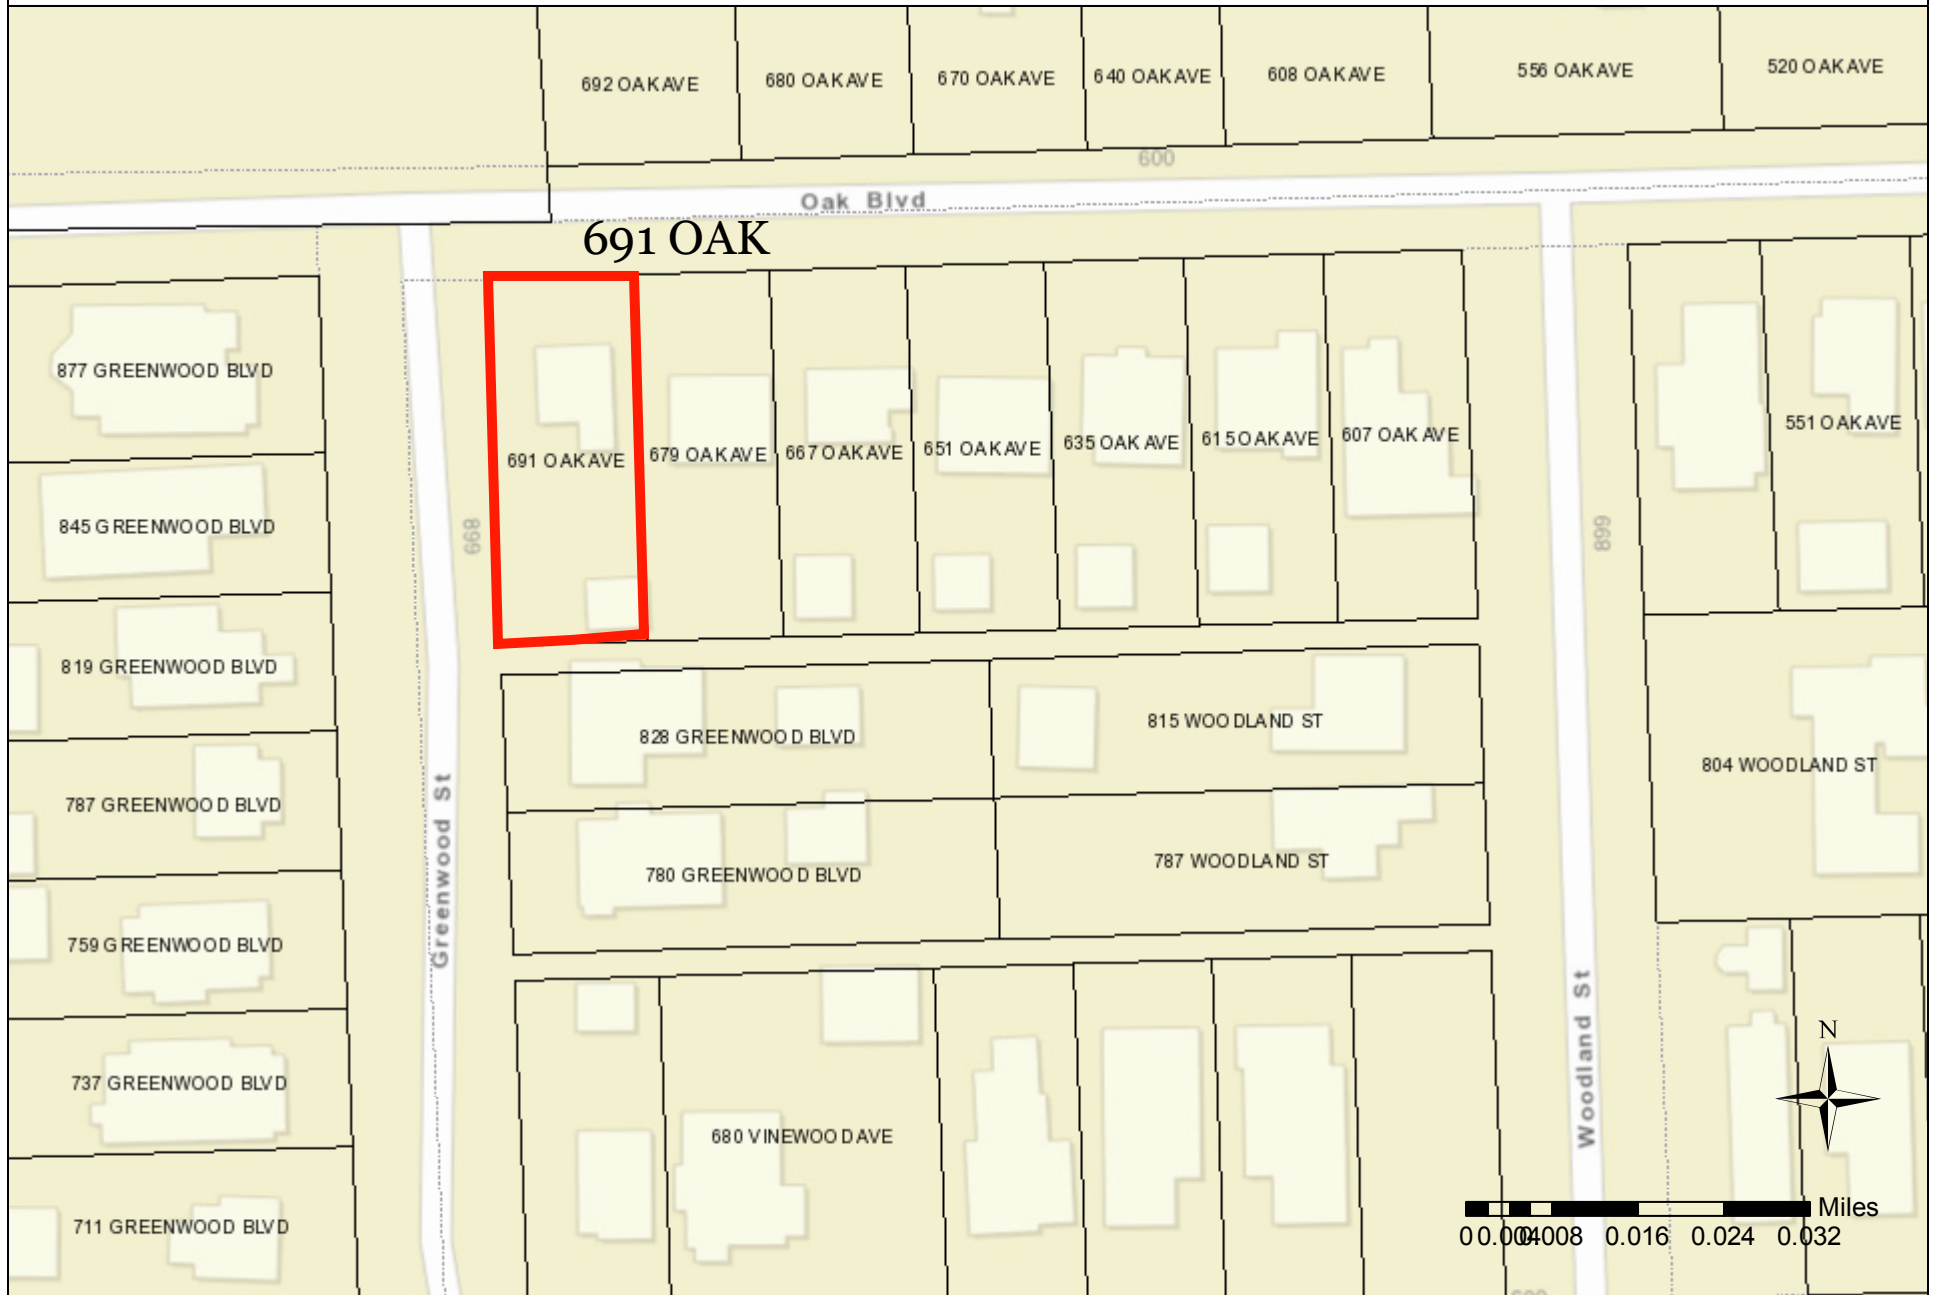 692 OAK AVE
680 OAK AVE
670 OAK AVE
640 OAK AVE
608 OAK AVE
556 OAK AVE
520 OAK AVE
600
Oak Blvd
691 OAK
877 GREENWOOD BLVD
691 OAK AVE
679 OAK AVE
667 OAK AVE
651 OAK AVE
635 OAK AVE
615 OAK AVE
607 OAK AVE
551 OAK AVE
845 GREENWOOD BLVD
668
899
819 GREENWOOD BLVD
828 GREENWOOD BLVD
815 WOODLAND ST
804 WOODLAND ST
787 GREENWOOD BLVD
Greenwood St
780 GREENWOOD BLVD
787 WOODLAND ST
759 GREENWOOD BLVD
737 GREENWOOD BLVD
680 VINEWOOD AVE
Woodland St
N
711 GREENWOOD BLVD
Miles
0 0.004 0.008 0.016 0.024 0.032